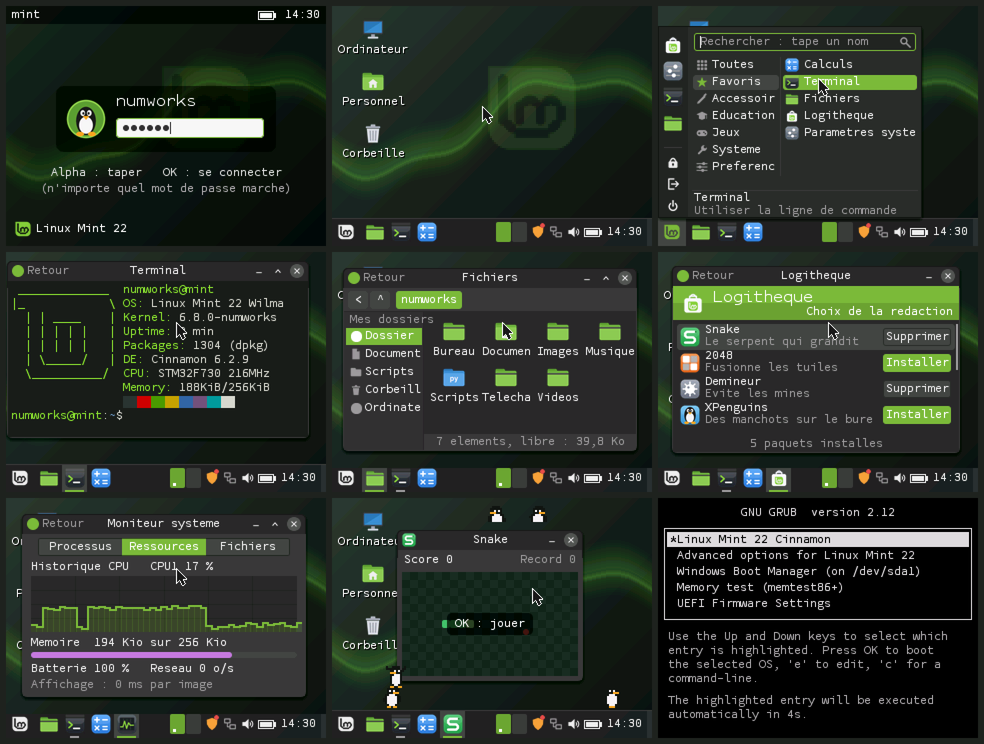 mint 14:30
numworks
●●●●●●
Alpha : taper OK : se connecter
(n'importe quel mot de passe marche)
Linux Mint 22
Ordinateur
Personnel
Corbeille
14:30
Rechercher : tape un nom
Toutes
Favoris
Accessoir
Education
Jeux
Systeme
Preferenc
Calculs
Terminal
Fichiers
Logitheque
Parametres syste
Terminal
Utiliser la ligne de commande
14:30
Retour Terminal
numworks@mint
OS: Linux Mint 22 Wilma
Kernel: 6.8.0-numworks
Uptime: min
Packages: 1304 (dpkg)
DE: Cinnamon 6.2.9
CPU: STM32F730 216MHz
Memory: 188KiB/256KiB
numworks@mint:~$
14:30
Retour Fichiers
< ^ numworks
Mes dossiers
Dossier
Document
Scripts
Corbeill
Ordinate
Bureau Documen Images Musique
Scripts Telecha Videos
7 elements, libre : 39,8 Ko
14:30
Retour Logitheque
Logitheque
Choix de la redaction
Snake
Le serpent qui grandit
Supprimer
2048
Fusionne les tuiles
Installer
Demineur
Evite les mines
Supprimer
XPenguins
Des manchots sur le bure
Installer
5 paquets installes
14:30
Retour Moniteur systeme
Processus Ressources Fichiers
Historique CPU CPU1 17 %
Memoire 194 Kio sur 256 Kio
Batterie 100 % Reseau 0 o/s
Affichage : 0 ms par image
14:30
Ordinate
Personne
Corbeille
Snake
Score 0 Record 0
OK : jouer
14:30
GNU GRUB version 2.12
*Linux Mint 22 Cinnamon
Advanced options for Linux Mint 22
Windows Boot Manager (on /dev/sda1)
Memory test (memtest86+)
UEFI Firmware Settings
Use the Up and Down keys to select which
entry is highlighted. Press OK to boot
the selected OS, 'e' to edit, 'c' for a
command-line.
The highlighted entry will be executed
automatically in 4s.